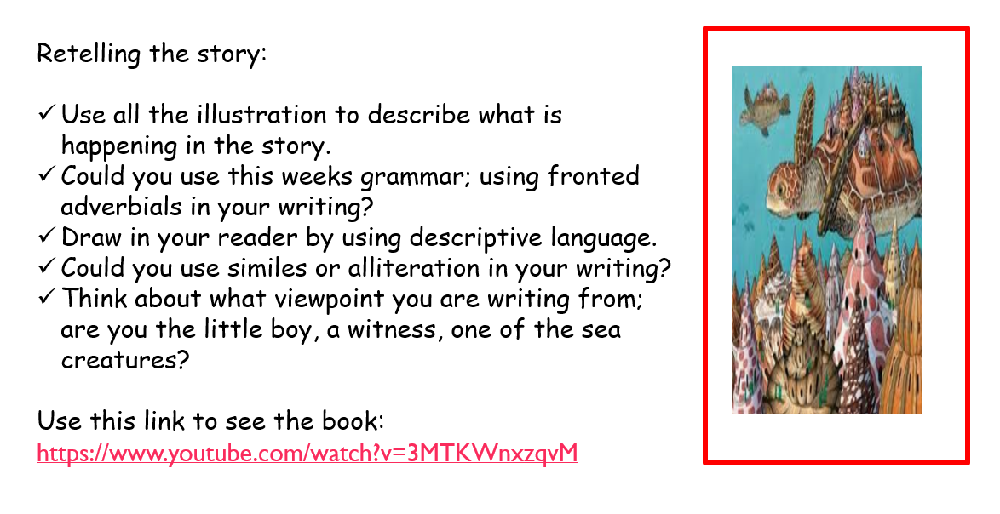 Retelling the story:
✓ Use all the illustration to describe what is
happening in the story.
✓ Could you use this weeks grammar; using fronted
adverbials in your writing?
✓ Draw in your reader by using descriptive language.
✓ Could you use similes or alliteration in your writing?
✓ Think about what viewpoint you are writing from;
are you the little boy, a witness, one of the sea
creatures?
Use this link to see the book:
https://www.youtube.com/watch?v=3MTKWnxzqvM